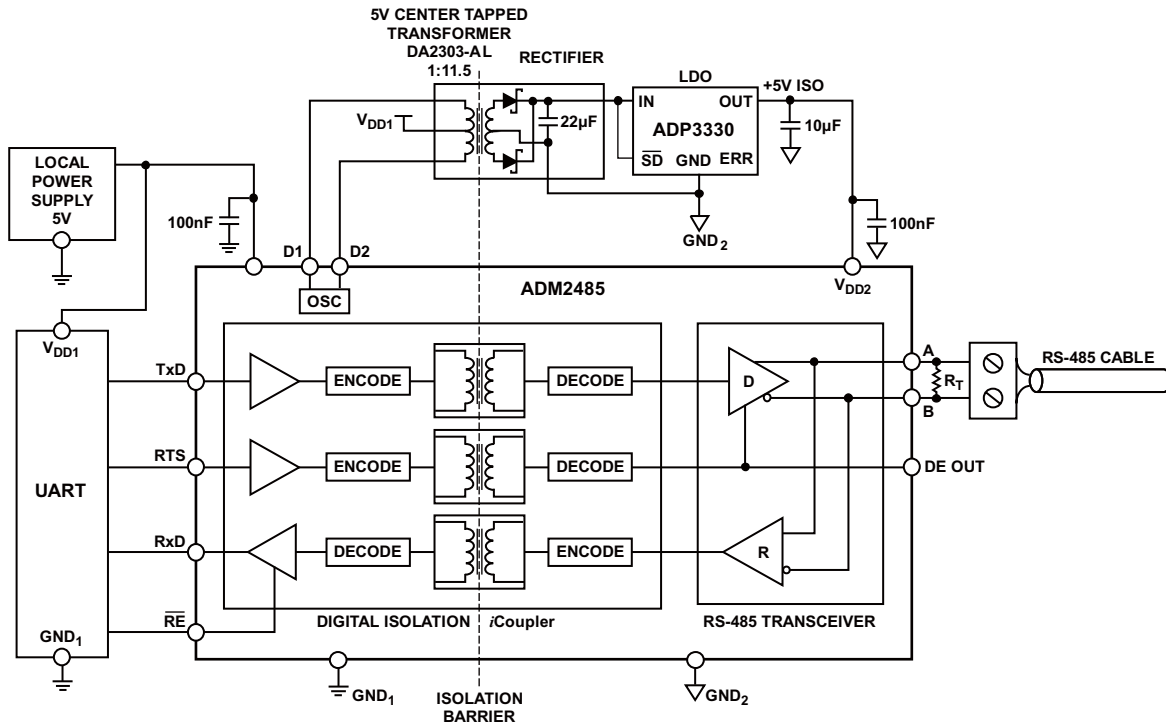 5V CENTER TAPPED
TRANSFORMER
DA2303-AL
1:11.5
RECTIFIER
LDO
+5V ISO
IN
OUT
ADP3330
SD
GND
ERR
22µF
10µF
VDD1
LOCAL
POWER
SUPPLY
5V
100nF
GND2
100nF
D1
D2
OSC
ADM2485
VDD2
VDD1
UART
TxD
ENCODE
DECODE
D
A
RT
B
RS-485 CABLE
RTS
ENCODE
DECODE
DE OUT
RxD
DECODE
ENCODE
R
RE
GND1
DIGITAL ISOLATION
iCoupler
RS-485 TRANSCEIVER
GND1
ISOLATION
BARRIER
GND2